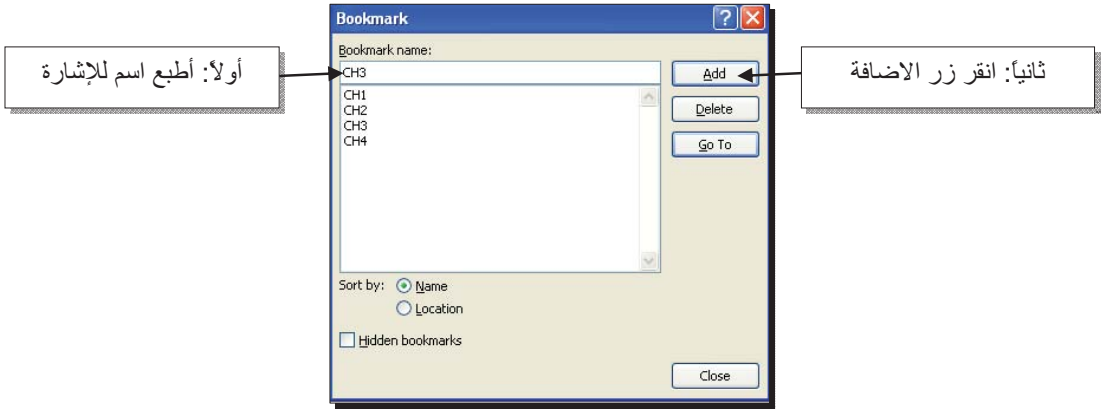 Bookmark
Bookmark name:
أولاً: أطبع اسم للإشارة
CH3
Add
ثانياً: انقر زر الاضافة
CH1
CH2
CH3
CH4
Delete
Go To
Sort by:
Name
Location
Hidden bookmarks
Close